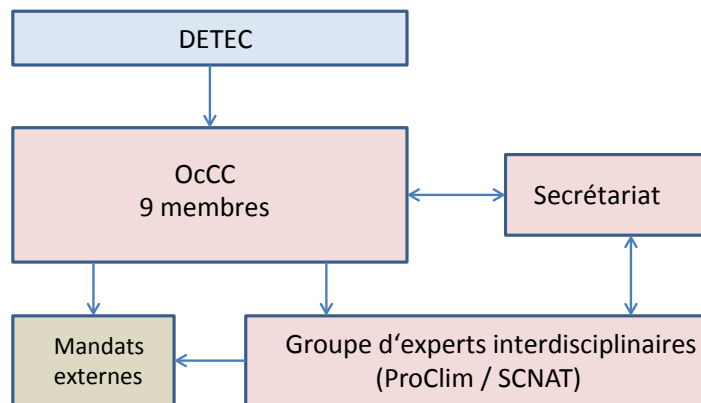 DETEC
OcCC
9 membres
Secrétariat
Mandats
externes
Groupe d‘experts interdisciplinaires
(ProClim / SCNAT)